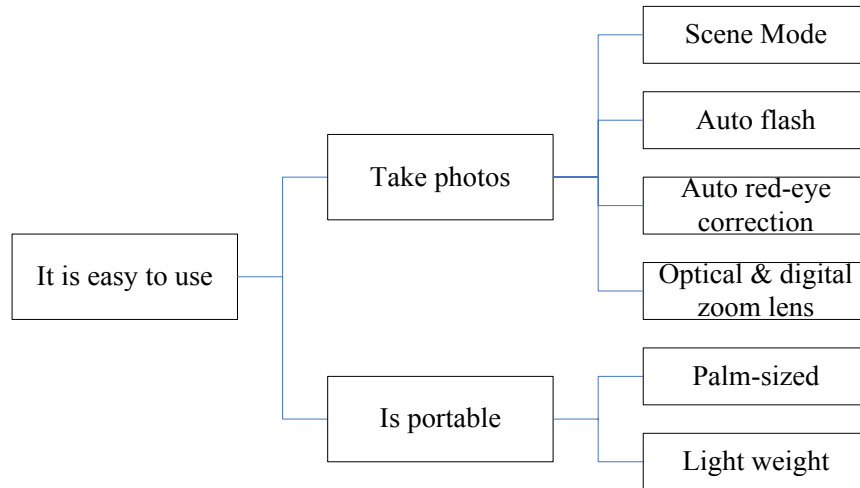 Scene Mode
Auto flash
Take photos
Auto red-eye
correction
It is easy to use
Optical & digital
zoom lens
Palm-sized
Is portable
Light weight